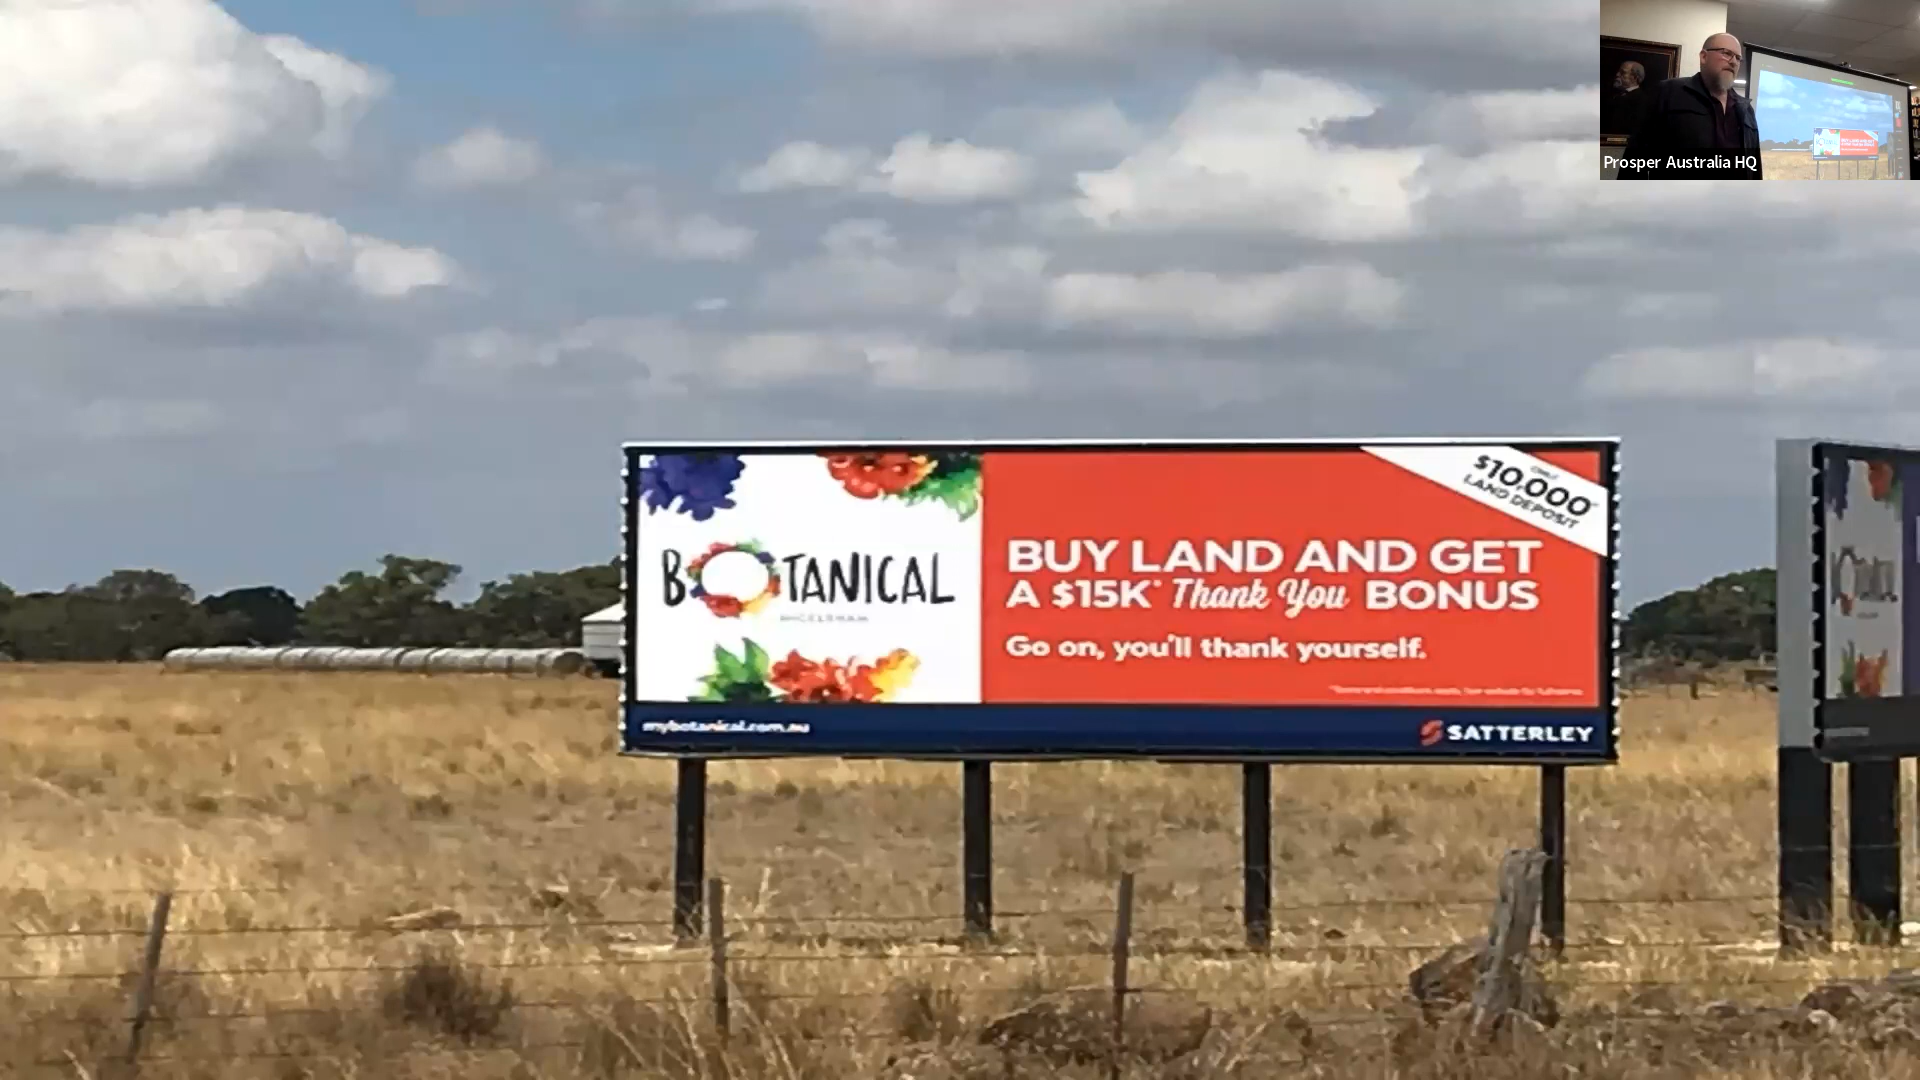 Prosper Australia HQ
BOTANICAL
$10,000*
LAND DEPOSIT
BUY LAND AND GET
A $15K* Thank You BONUS
Go on, you'll thank yourself.
mybotanical.com.au
SATTERLEY